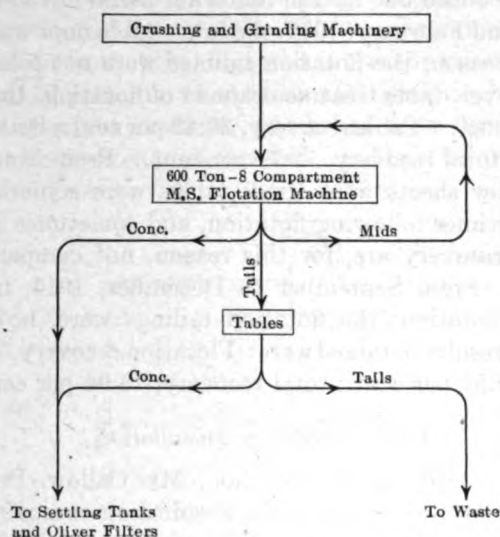 Crushing and Grinding Machinery
600 Ton-8 Compartment
M.S. Flotation Machine
Conc.
Mids
Tails
Tables
Conc.
Tails
To Settling Tanks
and Oliver Filters
To Waste